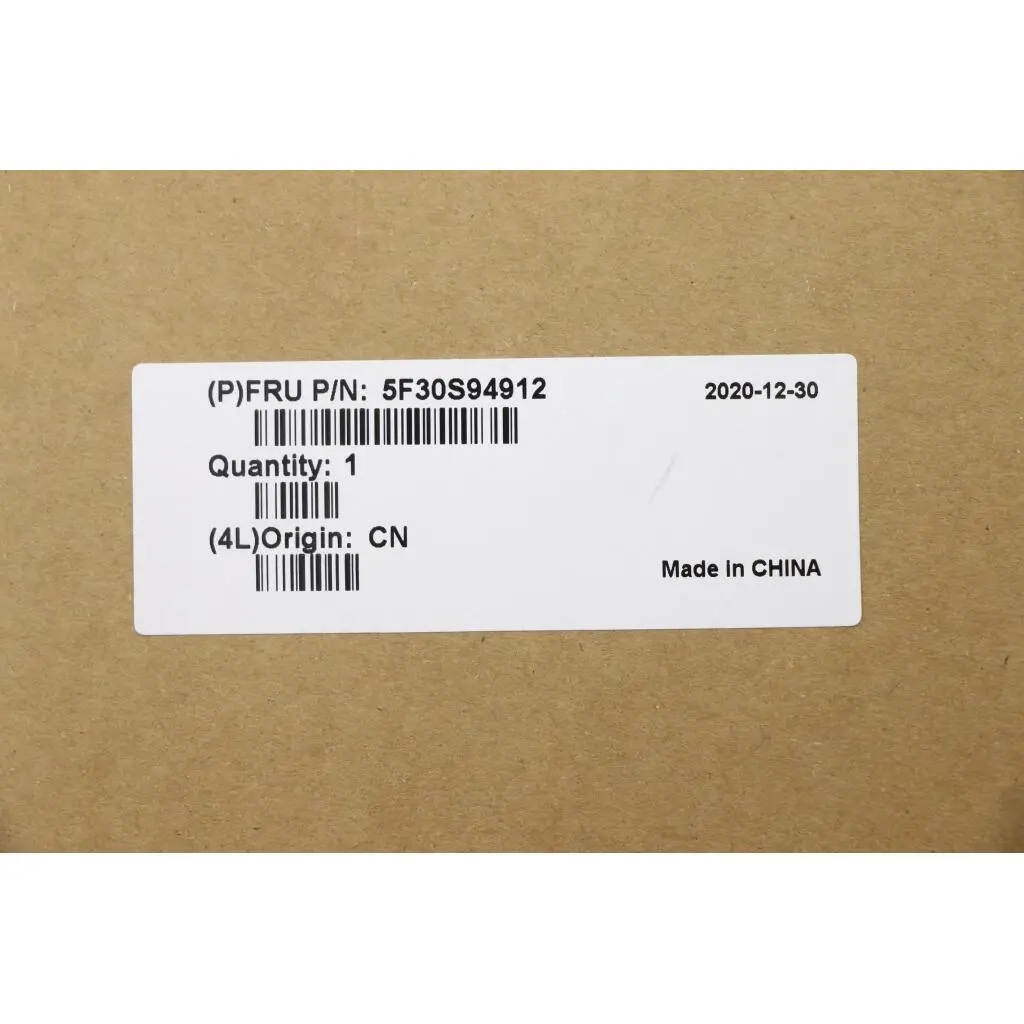 (P)FRU P/N: 5F30S94912
2020-12-30
Quantity: 1
(4L)Origin: CN
Made in CHINA